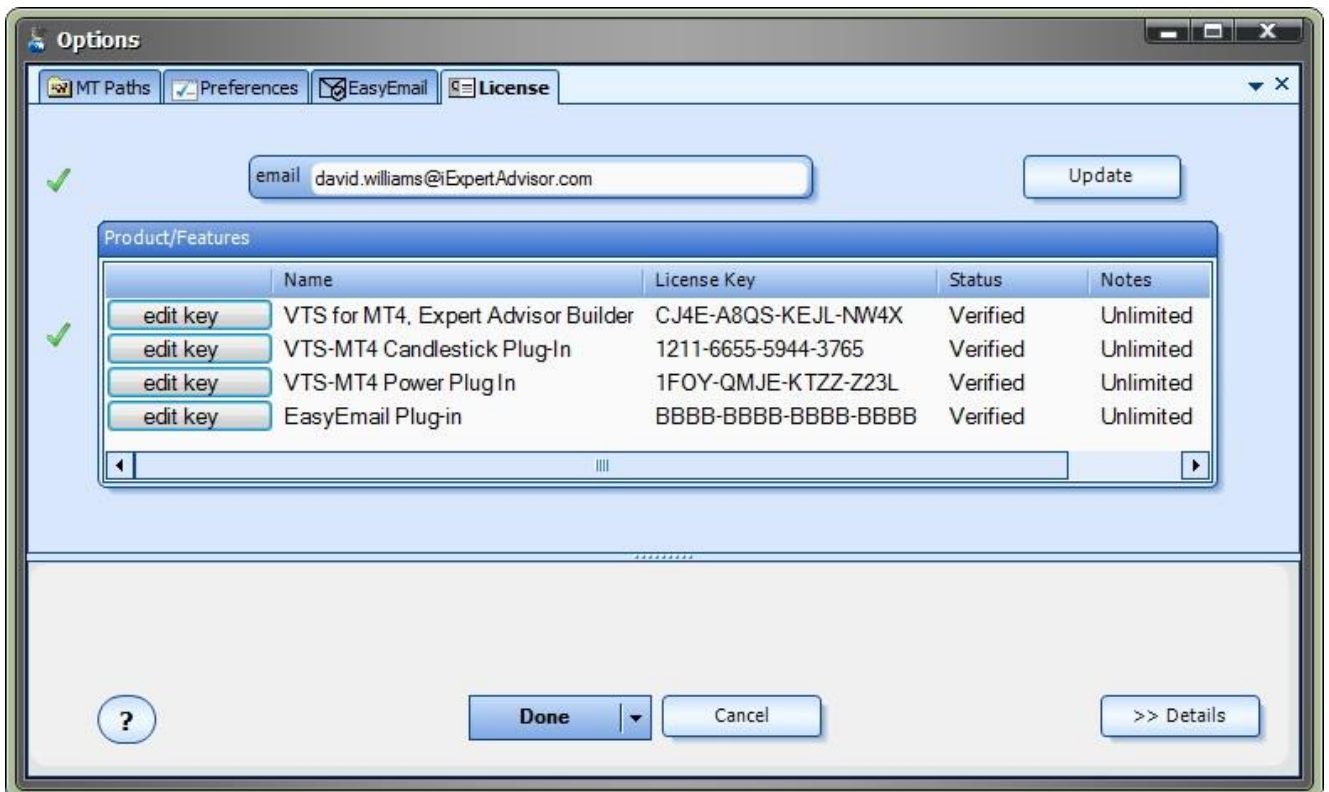 Options
MT Paths Preferences EasyEmail License
email david.williams@iExpertAdvisor.com Update
Product/Features
Name License Key Status Notes
edit key VTS for MT4, Expert Advisor Builder CJ4E-A8QS-KEJL-NW4X Verified Unlimited
edit key VTS-MT4 Candlestick Plug-In 1211-6655-5944-3765 Verified Unlimited
edit key VTS-MT4 Power Plug In 1FOY-QMJE-KTZZ-Z23L Verified Unlimited
edit key EasyEmail Plug-in BBBB-BBBB-BBBB-BBBB Verified Unlimited
? Done Cancel >> Details